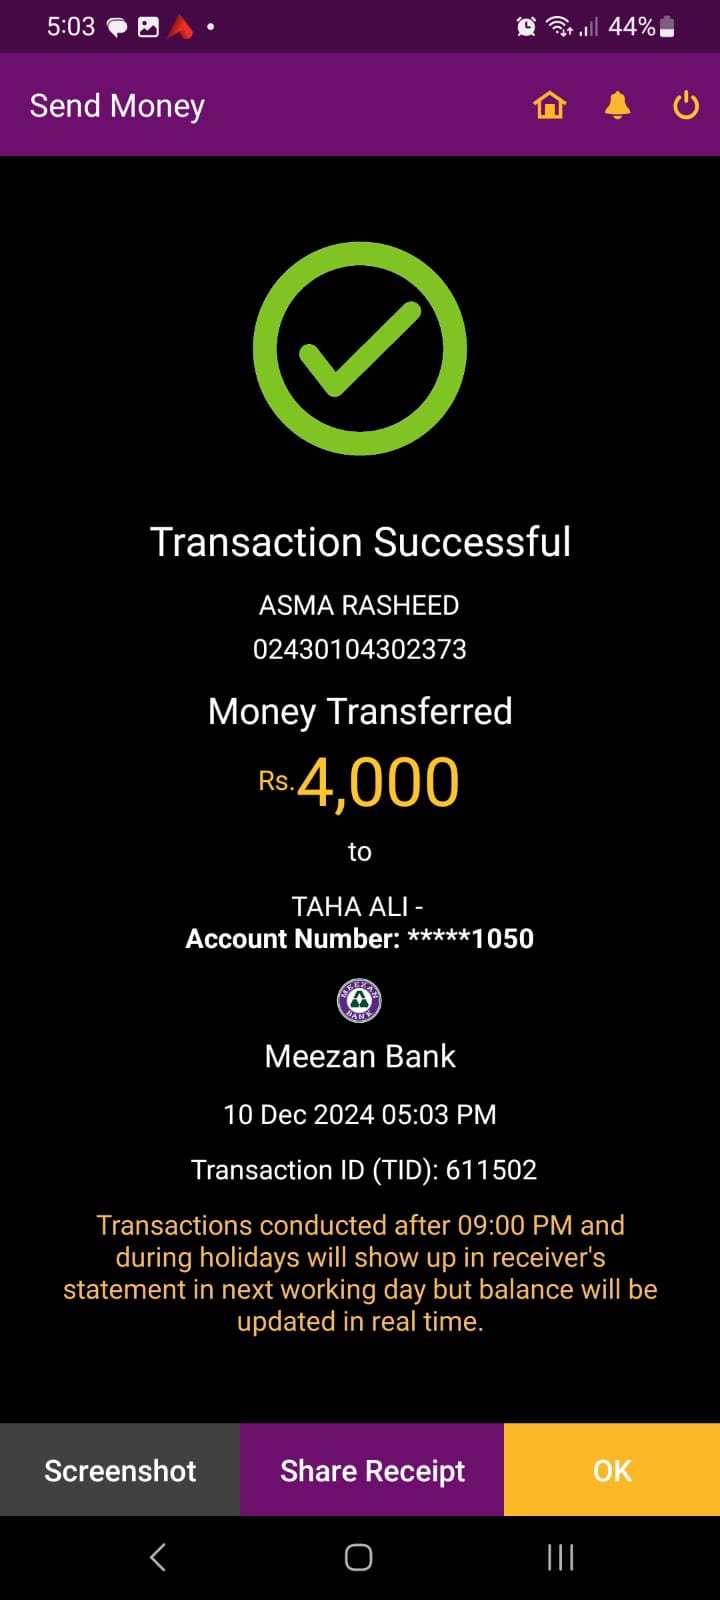 5:03
44%
Send Money
Transaction Successful
ASMA RASHEED
02430104302373
Money Transferred
Rs.4,000
to
TAHA ALI -
Account Number: *****1050
MEEZAN BANK
Meezan Bank
10 Dec 2024 05:03 PM
Transaction ID (TID): 611502
Transactions conducted after 09:00 PM and
during holidays will show up in receiver's
statement in next working day but balance will be
updated in real time.
Screenshot
Share Receipt
OK